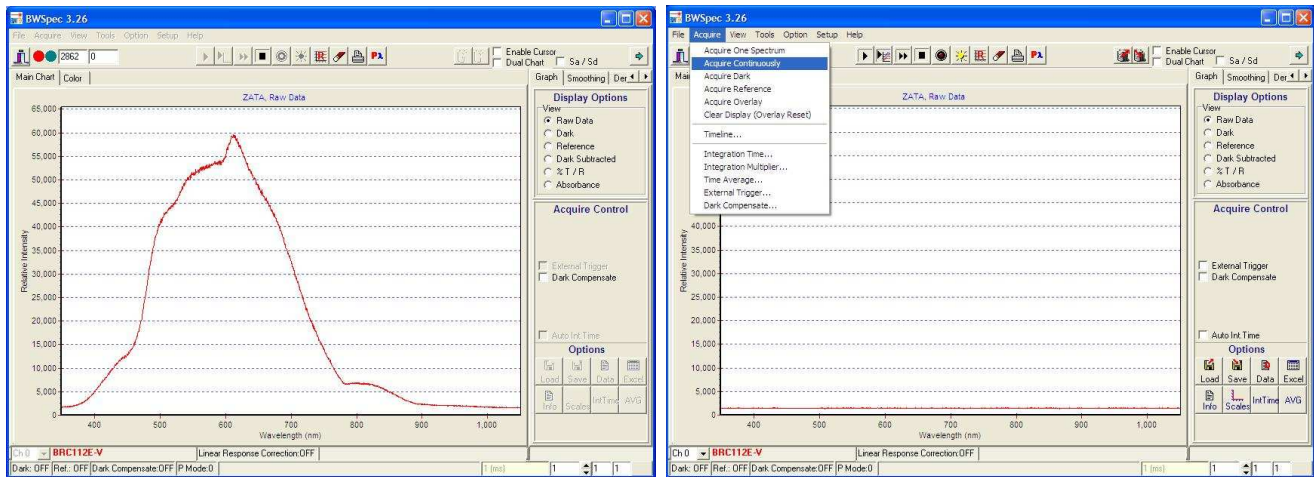 BWSpec 3.26
File Acquire View Tools Option Setup Help
2862 0
Pλ
Enable Cursor
Dual Chart Sa / Sd
Main Chart Color
Graph Smoothing Der
ZATA, Raw Data
65,000
60,000
55,000
50,000
45,000
40,000
35,000
30,000
25,000
20,000
15,000
10,000
5,000
0
Relative Intensity
400 500 600 700 800 900 1,000
Wavelength (nm)
Display Options
View
Raw Data
Dark
Reference
Dark Subtracted
% T / R
Absorbance
Acquire Control
External Trigger
Dark Compensate
Auto Int.Time
Options
Load Save Data Excel
Info Scales IntTime AVG
Ch 0 BRC112E-V Linear Response Correction:OFF
Dark: OFF Ref.: OFF Dark Compensate:OFF P Mode:0 1 (ms) 1 1 1
BWSpec 3.26
File Acquire View Tools Option Setup Help
Acquire One Spectrum
Acquire Continuously
Acquire Dark
Acquire Reference
Acquire Overlay
Clear Display (Overlay Reset)
Timeline...
Integration Time...
Integration Multiplier...
Time Average...
External Trigger...
Dark Compensate...
Pλ
Enable Cursor
Dual Chart Sa / Sd
Mai
Graph Smoothing Der
ZATA, Raw Data
40,000
35,000
30,000
25,000
20,000
15,000
10,000
5,000
0
Relative Intensity
400 500 600 700 800 900 1,000
Wavelength (nm)
Display Options
View
Raw Data
Dark
Reference
Dark Subtracted
% T / R
Absorbance
Acquire Control
External Trigger
Dark Compensate
Auto Int.Time
Options
Load Save Data Excel
Info Scales IntTime AVG
Ch 0 BRC112E-V Linear Response Correction:OFF
Dark: OFF Ref.: OFF Dark Compensate:OFF P Mode:0 1 (ms) 1 1 1